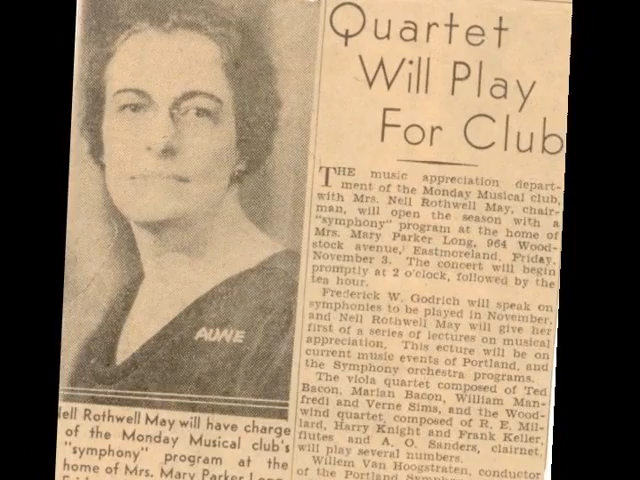 Quartet
Will Play
For Club
THE music appreciation depart-
ment of the Monday Musical club,
with Mrs. Nell Rothwell May, chair-
man, will open the season with a
"symphony" program at the home of
Mrs. Mary Parker Long, 964 Wood-
stock avenue, Eastmoreland, Friday,
November 3. The concert will begin
promptly at 2 o'clock, followed by the
tea hour.
Frederick W. Godrich will speak on
symphonies to be played in November,
and Nell Rothwell May will give her
first of a series of lectures on musical
appreciation. This ecture will be on
current music events of Portland, and
the Symphony orchestra programs.
The viola quartet composed of Ted
Bacon, Marian Bacon, William Man-
fredi and Verne Sims, and the Wood-
wind quartet, composed of R. E. Mil-
lard, Harry Knight and Frank Keller,
flutes, and A. O. Sanders, clairnet,
will play several numbers.
Willem Van Hoogstraten, conductor
of the Portland Symph
AUNE
ell Rothwell May will have charge
of the Monday Musical club's
"symphony" program at the
home of Mrs. Mary Parker Long